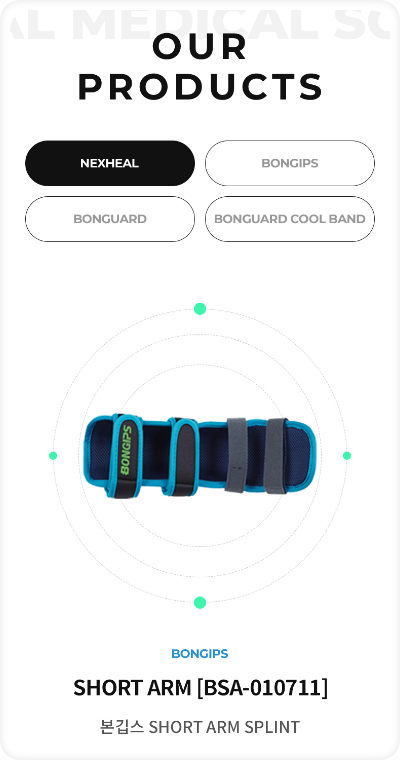 AL MEDICAL SO
OUR
PRODUCTS
NEXHEAL
BONGIPS
BONGUARD
BONGUARD COOL BAND
BONGIPS
BONGIPS
SHORT ARM [BSA-010711]
본깁스 SHORT ARM SPLINT